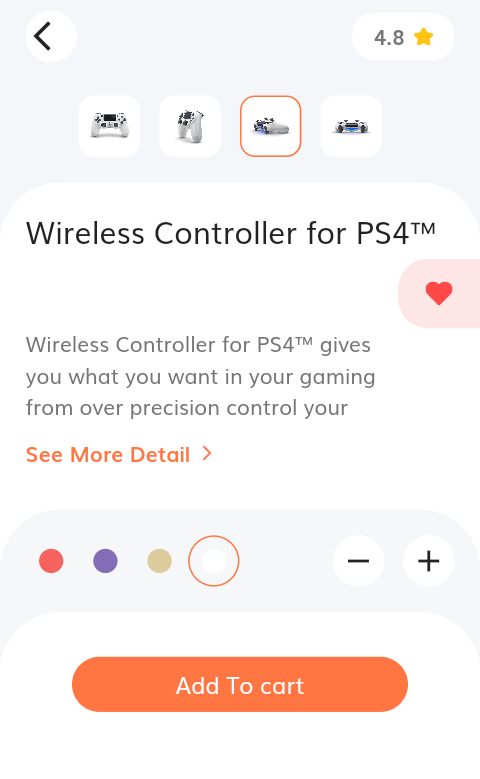 4.8
Wireless Controller for PS4™
Wireless Controller for PS4™ gives
you what you want in your gaming
from over precision control your
See More Detail
Add To cart